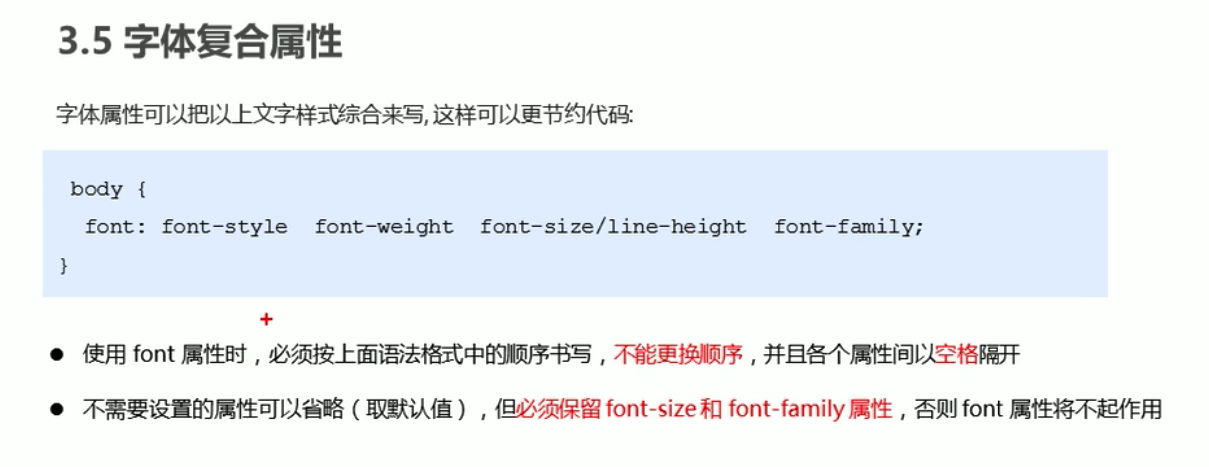 3.5 字体复合属性
字体属性可以把以上文字样式综合来写, 这样可以更节约代码:
body {
font: font-style font-weight font-size/line-height font-family;
}
● 使用 font 属性时，必须按上面语法格式中的顺序书写，不能更换顺序，并且各个属性间以空格隔开
● 不需要设置的属性可以省略（取默认值），但必须保留 font-size 和 font-family 属性，否则 font 属性将不起作用